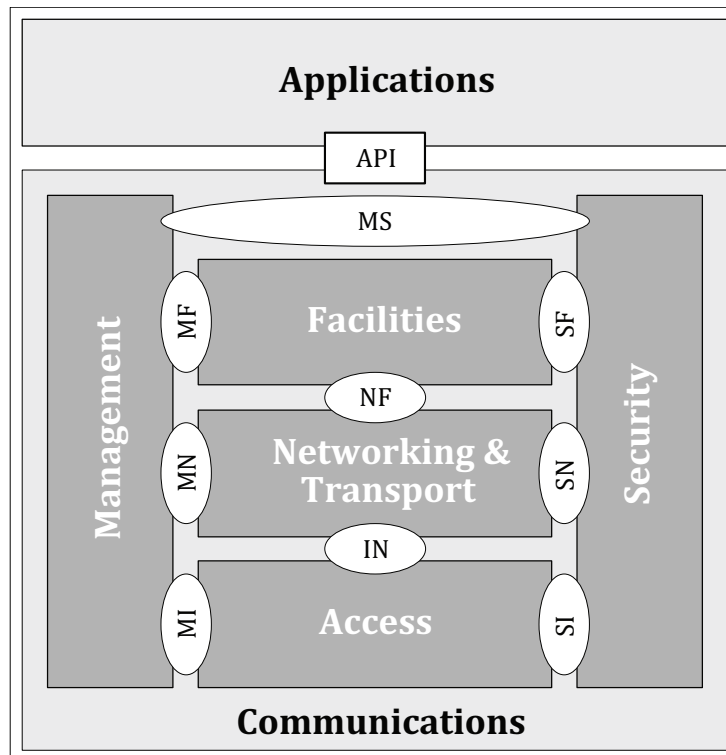 Applications
API
MS
Management
MF
Facilities
SF
Security
NF
MN
Networking &
Transport
SN
IN
MI
Access
SI
Communications